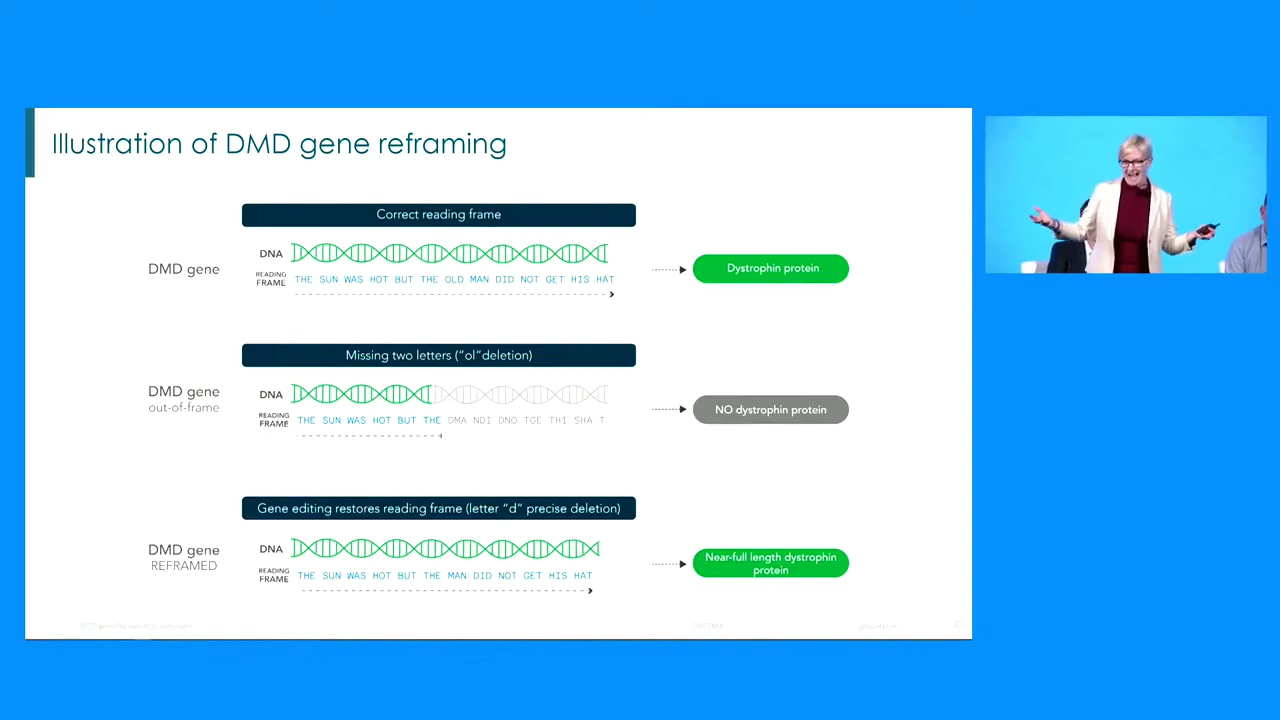 Illustration of DMD gene reframing
Correct reading frame
DMD gene
DNA
READING FRAME
THE SUN WAS HOT BUT THE OLD MAN DID NOT GET HIS HAT
Dystrophin protein
Missing two letters ("ol"deletion)
DMD gene
out-of-frame
DNA
READING FRAME
THE SUN WAS HOT BUT THE DMA NDI DNO TGE THI SHA T
NO dystrophin protein
Gene editing restores reading frame (letter "d" precise deletion)
DMD gene
REFRAMED
DNA
READING FRAME
THE SUN WAS HOT BUT THE MAN DID NOT GET HIS HAT
Near-full length dystrophin
protein